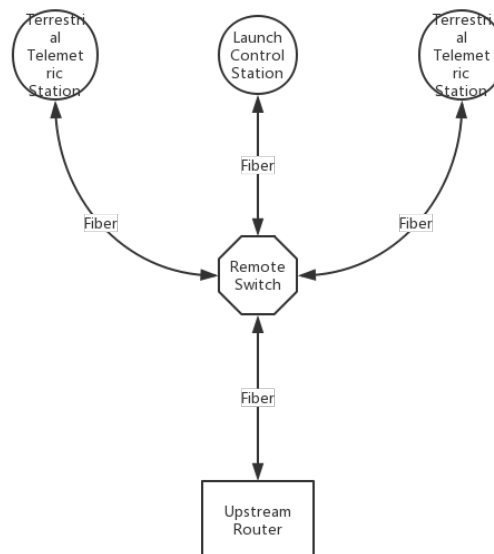 Terrestri
al
Telemet
ric
Station
Launch
Control
Station
Terrestri
al
Telemet
ric
Station
Fiber
Fiber
Fiber
Remote
Switch
Fiber
Upstream
Router